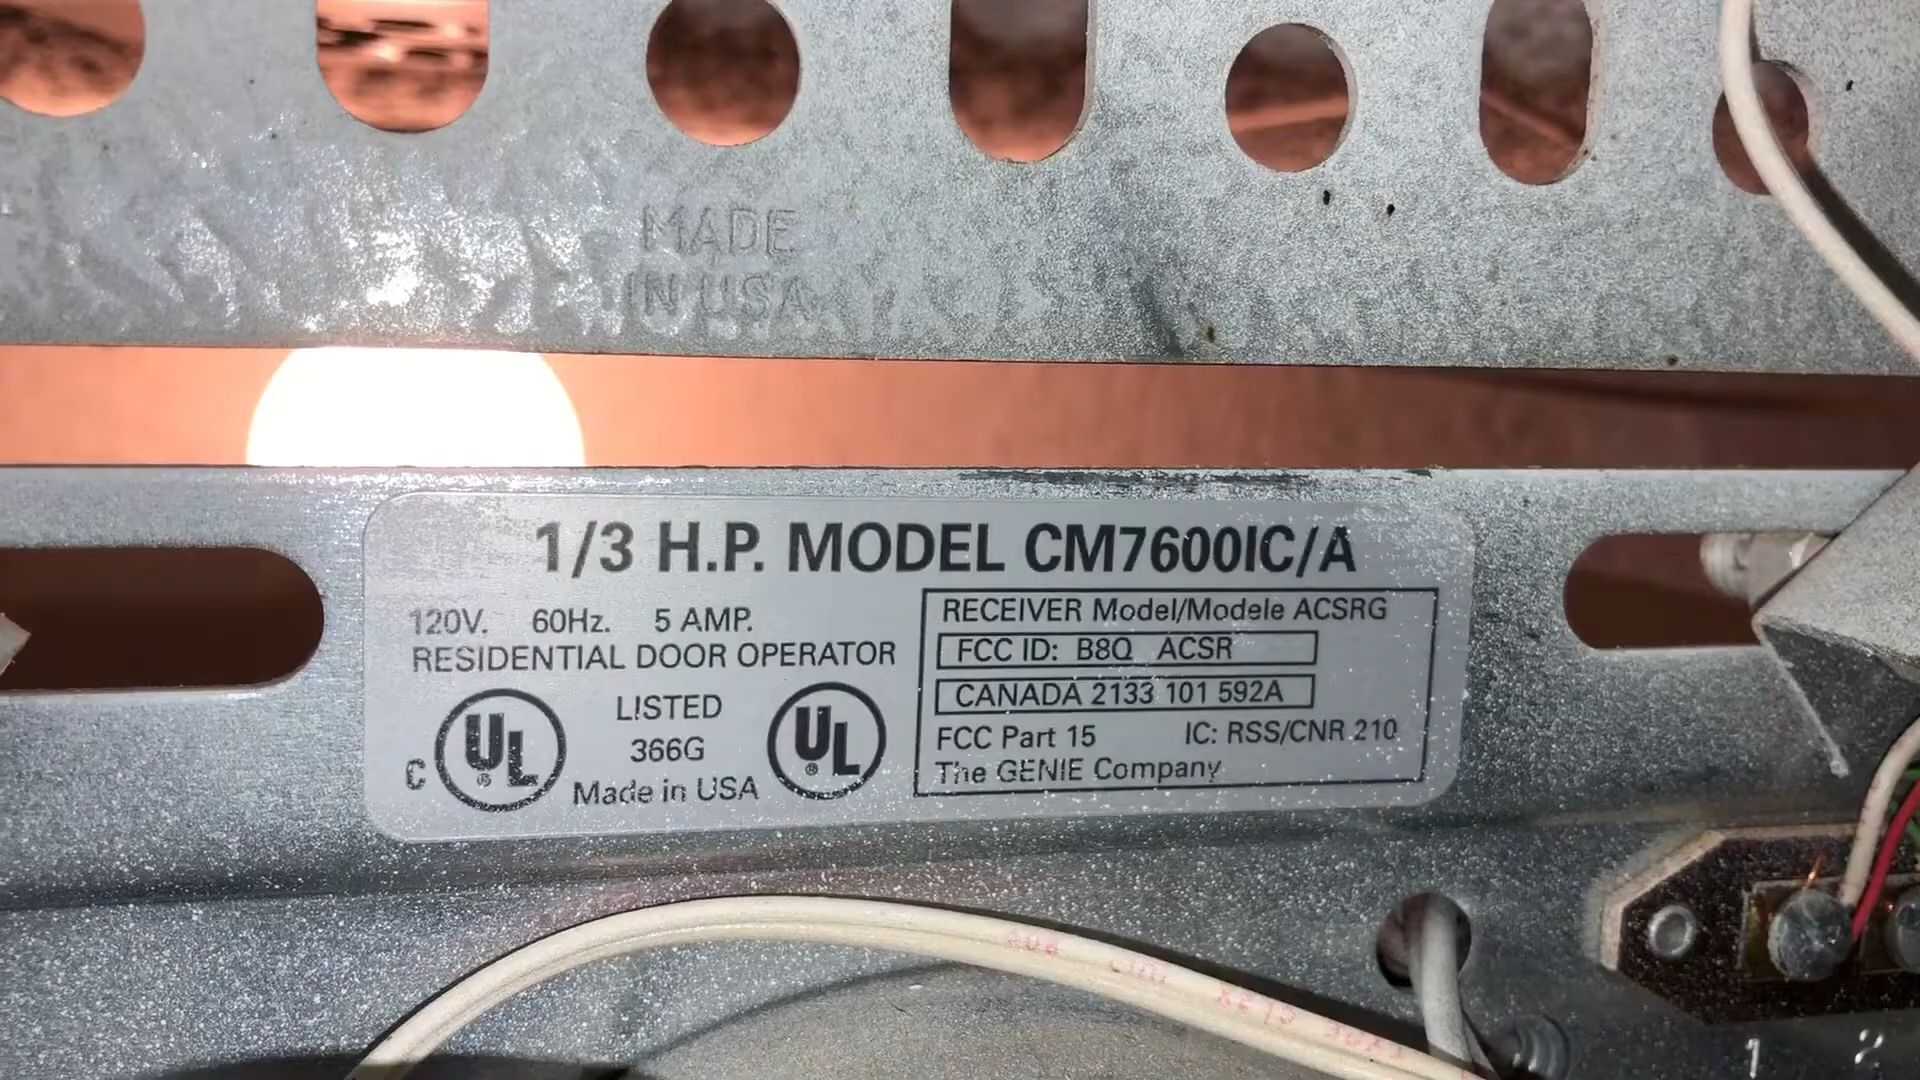 MADE
IN USA
1/3 H.P. MODEL CM7600IC/A
120V. 60Hz. 5 AMP.
RESIDENTIAL DOOR OPERATOR
C UL ® LISTED
366G
Made in USA
UL ®
RECEIVER Model/Modele ACSRG
FCC ID: B8Q ACSR
CANADA 2133 101 592A
FCC Part 15 IC: RSS/CNR 210
The GENIE Company
1 2